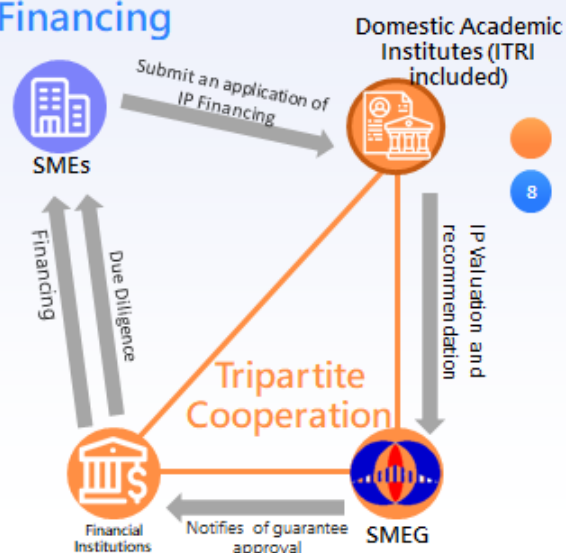 Financing
Domestic Academic
Institutes (ITRI
included)
Submit an application of
IP Financing
SMEs
8
Financing
Due Diligence
IP Valuation and
recommendation
Tripartite
Cooperation
Financial
Institutions
Notifies of guarantee
approval
SMEG